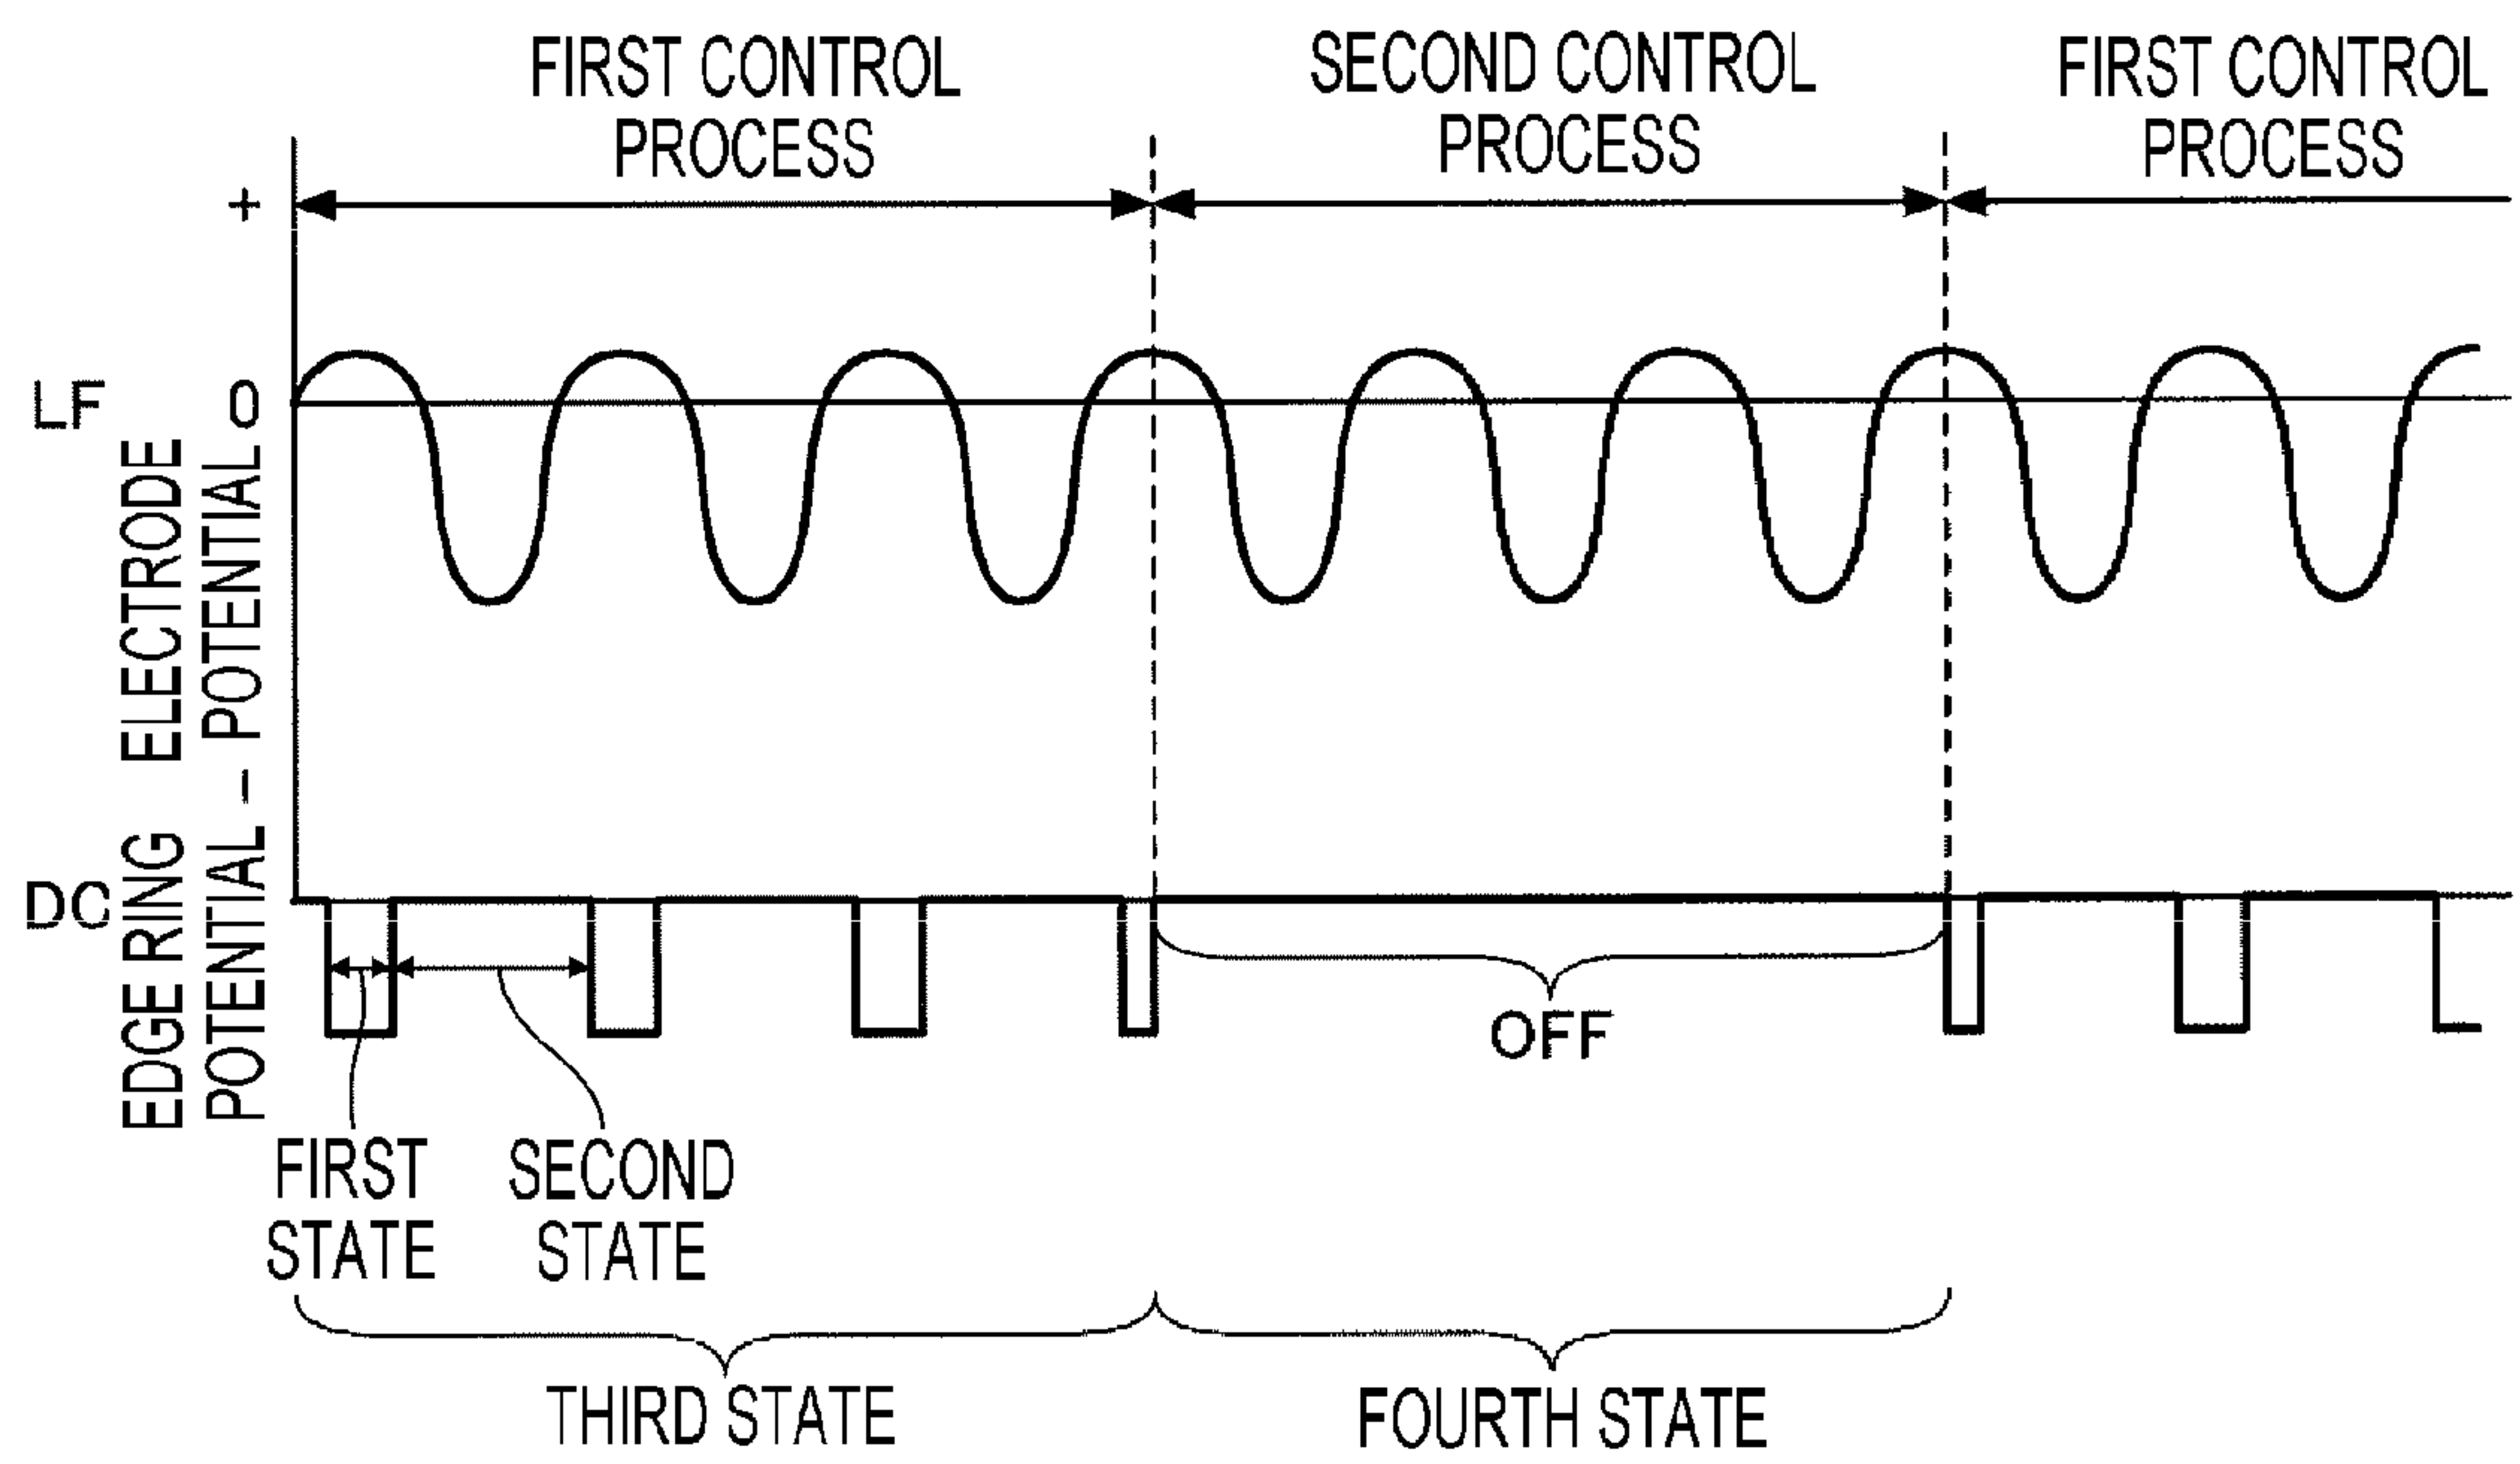 FIRST CONTROL
PROCESS
SECOND CONTROL
PROCESS
FIRST CONTROL
PROCESS
+
LF
0
ELECTRODE
POTENTIAL
–
DC
EDGE RING
POTENTIAL
OFF
FIRST
STATE
SECOND
STATE
THIRD STATE
FOURTH STATE